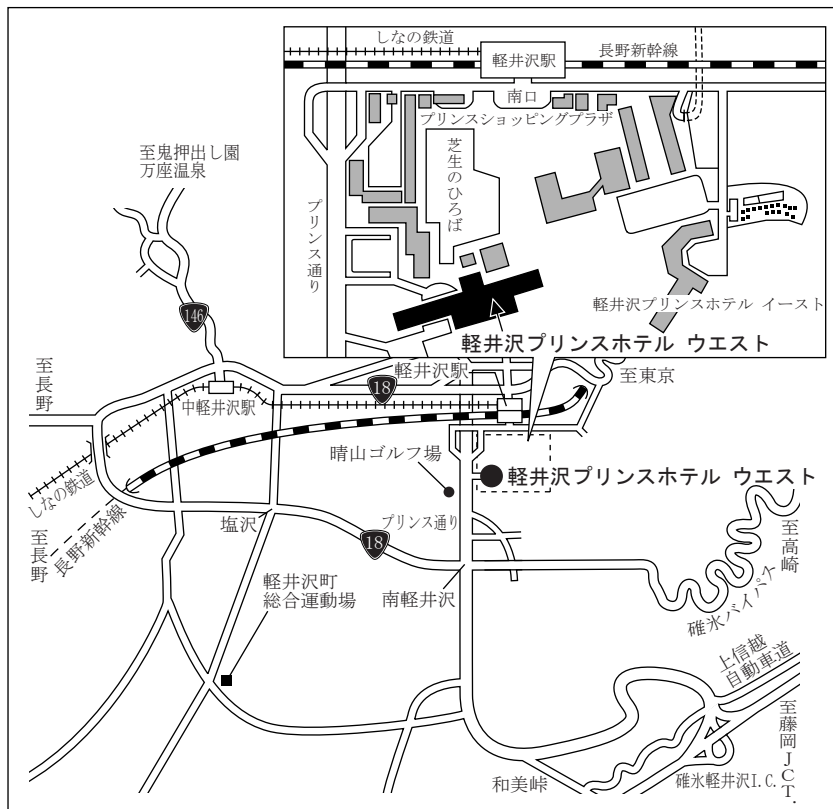 しなの鉄道
軽井沢駅
長野新幹線
南口
プリンスショッピングプラザ
芝生のひろば
プリンス通り
軽井沢プリンスホテル イースト
軽井沢プリンスホテル ウエスト
至鬼押出し園
万座温泉
146
至長野
中軽井沢駅
18
軽井沢駅
至東京
晴山ゴルフ場
軽井沢プリンスホテル ウエスト
しなの鉄道
至長野
長野新幹線
塩沢
プリンス通り
18
南軽井沢
至高崎
碓氷バイパス
軽井沢町
総合運動場
上信越
自動車道
至藤岡JCT.
和美峠
碓氷軽井沢I.C.